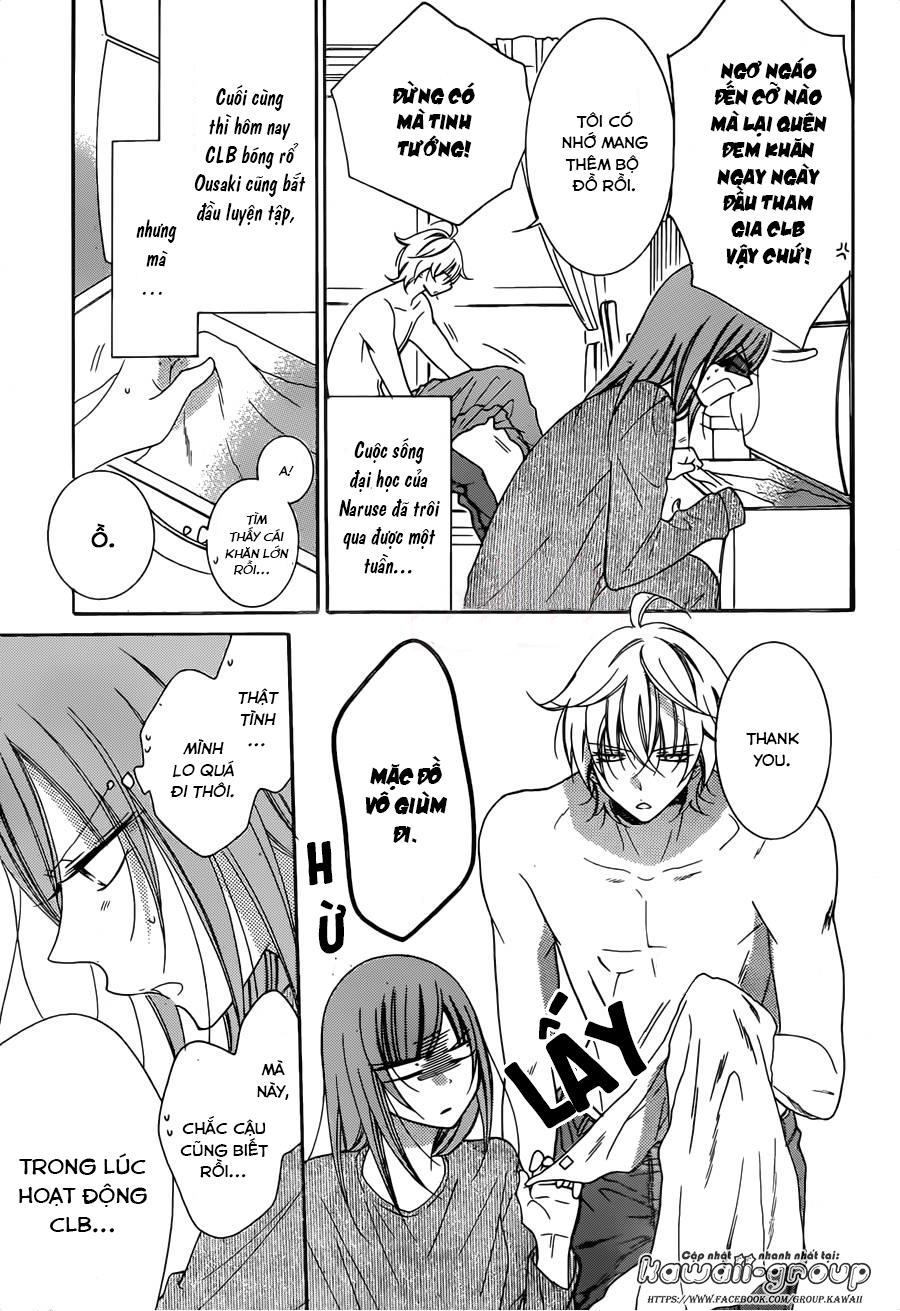 NGƠ NGÁO
ĐẾN CỠ NÀO
MÀ LẠI QUÊN
ĐEM KHĂN
NGAY NGÀY
ĐẦU THAM
GIA CLB
VẬY CHỨ!
TÔI CÓ
NHỚ MANG
THÊM BỘ
ĐỒ RỒI.
ĐỪNG CÓ
MÀ TINH
TƯỚNG!
Cuộc sống
đại học của
Naruse đã trôi
qua được một
tuần...
Cuối cùng
thì hôm nay
CLB bóng rổ
Ousaki cũng bắt
đầu luyện tập,
nhưng
mà
...
A!
TÌM
THẤY CÁI
KHĂN LỚN
RỒI...
Ồ.
THANK
YOU.
MẶC ĐỒ
VÔ GIÙM
ĐI.
HỪ
LẤY
THẬT
TÌNH
...
MÌNH
LO QUÁ
ĐI THÔI.
MÀ
NÀY,
CHẮC CẬU
CŨNG BIẾT
RỒI...
TRONG LÚC
HOẠT ĐỘNG
CLB...
Cập nhật nhanh nhất tại:
kawaii-group
HTTPS://WWW.FACEBOOK.COM/GROUP.KAWAII